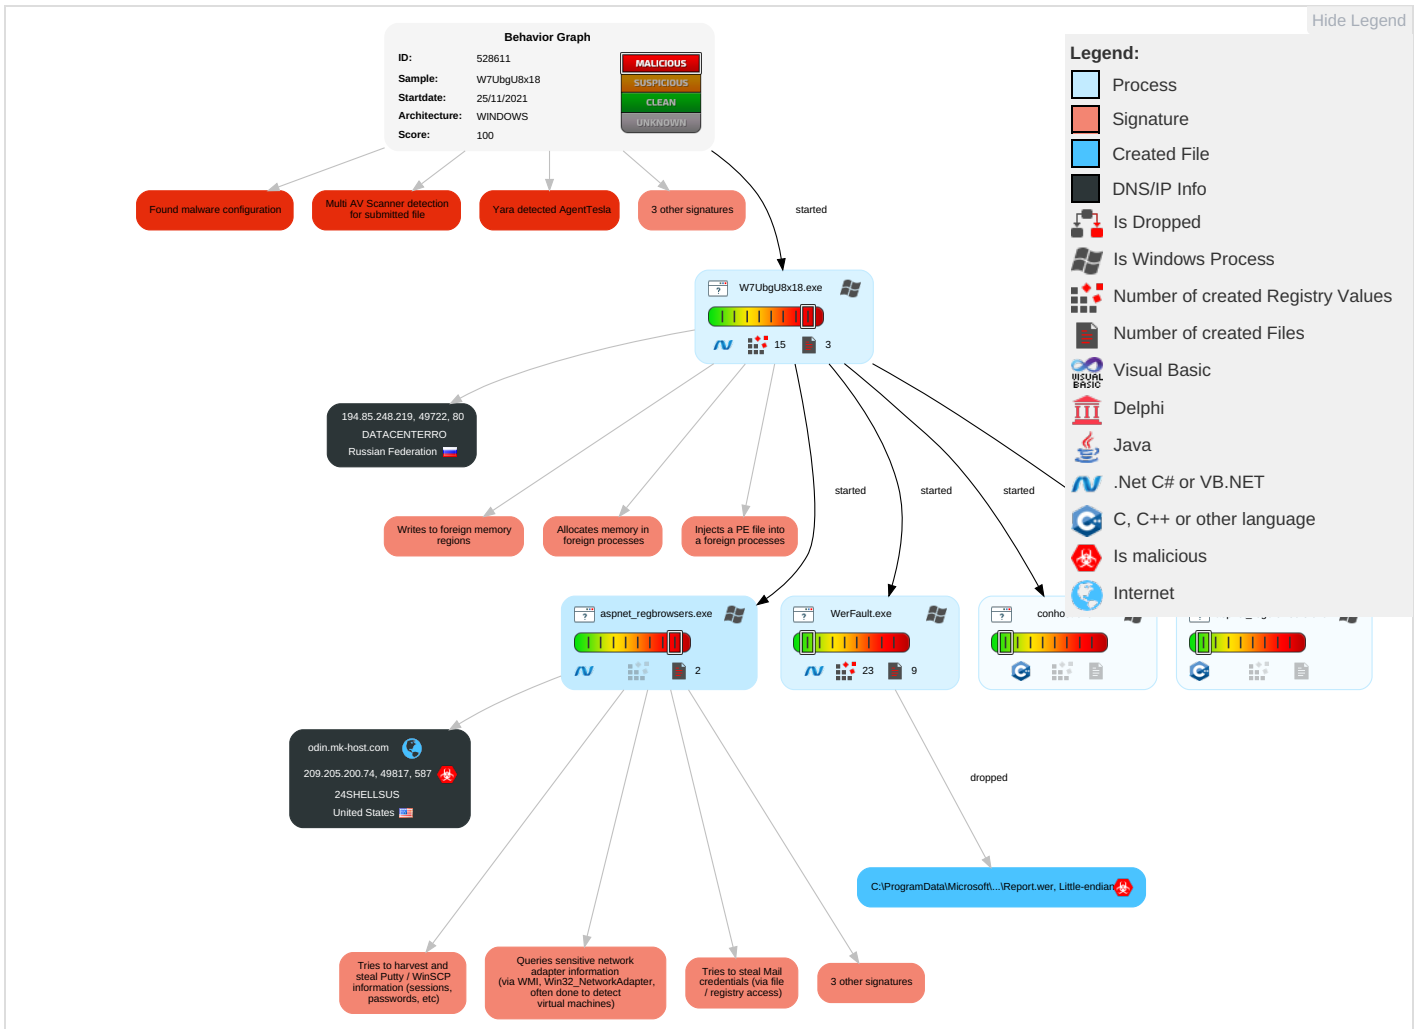 Hide Legend
Behavior Graph
ID: 528611
Sample: W7UbgU8x18
Startdate: 25/11/2021
Architecture: WINDOWS
Score: 100
MALICIOUS
SUSPICIOUS
CLEAN
UNKNOWN
Legend:
Process
Signature
Created File
DNS/IP Info
Is Dropped
Is Windows Process
Number of created Registry Values
Number of created Files
VISUAL
BASIC
Visual Basic
Delphi
Java
.Net C# or VB.NET
C, C++ or other language
Is malicious
Internet
Found malware configuration
Multi AV Scanner detection
for submitted file
Yara detected AgentTesla
3 other signatures
started
W7UbgU8x18.exe
?
15
3
194.85.248.219, 49722, 80
DATACENTERRO
Russian Federation
started
started
started
Writes to foreign memory
regions
Allocates memory in
foreign processes
Injects a PE file into
a foreign processes
aspnet_regbrowsers.exe
?
2
WerFault.exe
?
23
9
conho
?
odin.mk-host.com
209.205.200.74, 49817, 587
24SHELLSUS
United States
dropped
C:\ProgramData\Microsoft\...\Report.wer, Little-endian
Tries to harvest and
steal Putty / WinSCP
information (sessions,
passwords, etc)
Queries sensitive network
adapter information
(via WMI, Win32_NetworkAdapter,
often done to detect
virtual machines)
Tries to steal Mail
credentials (via file
/ registry access)
3 other signatures